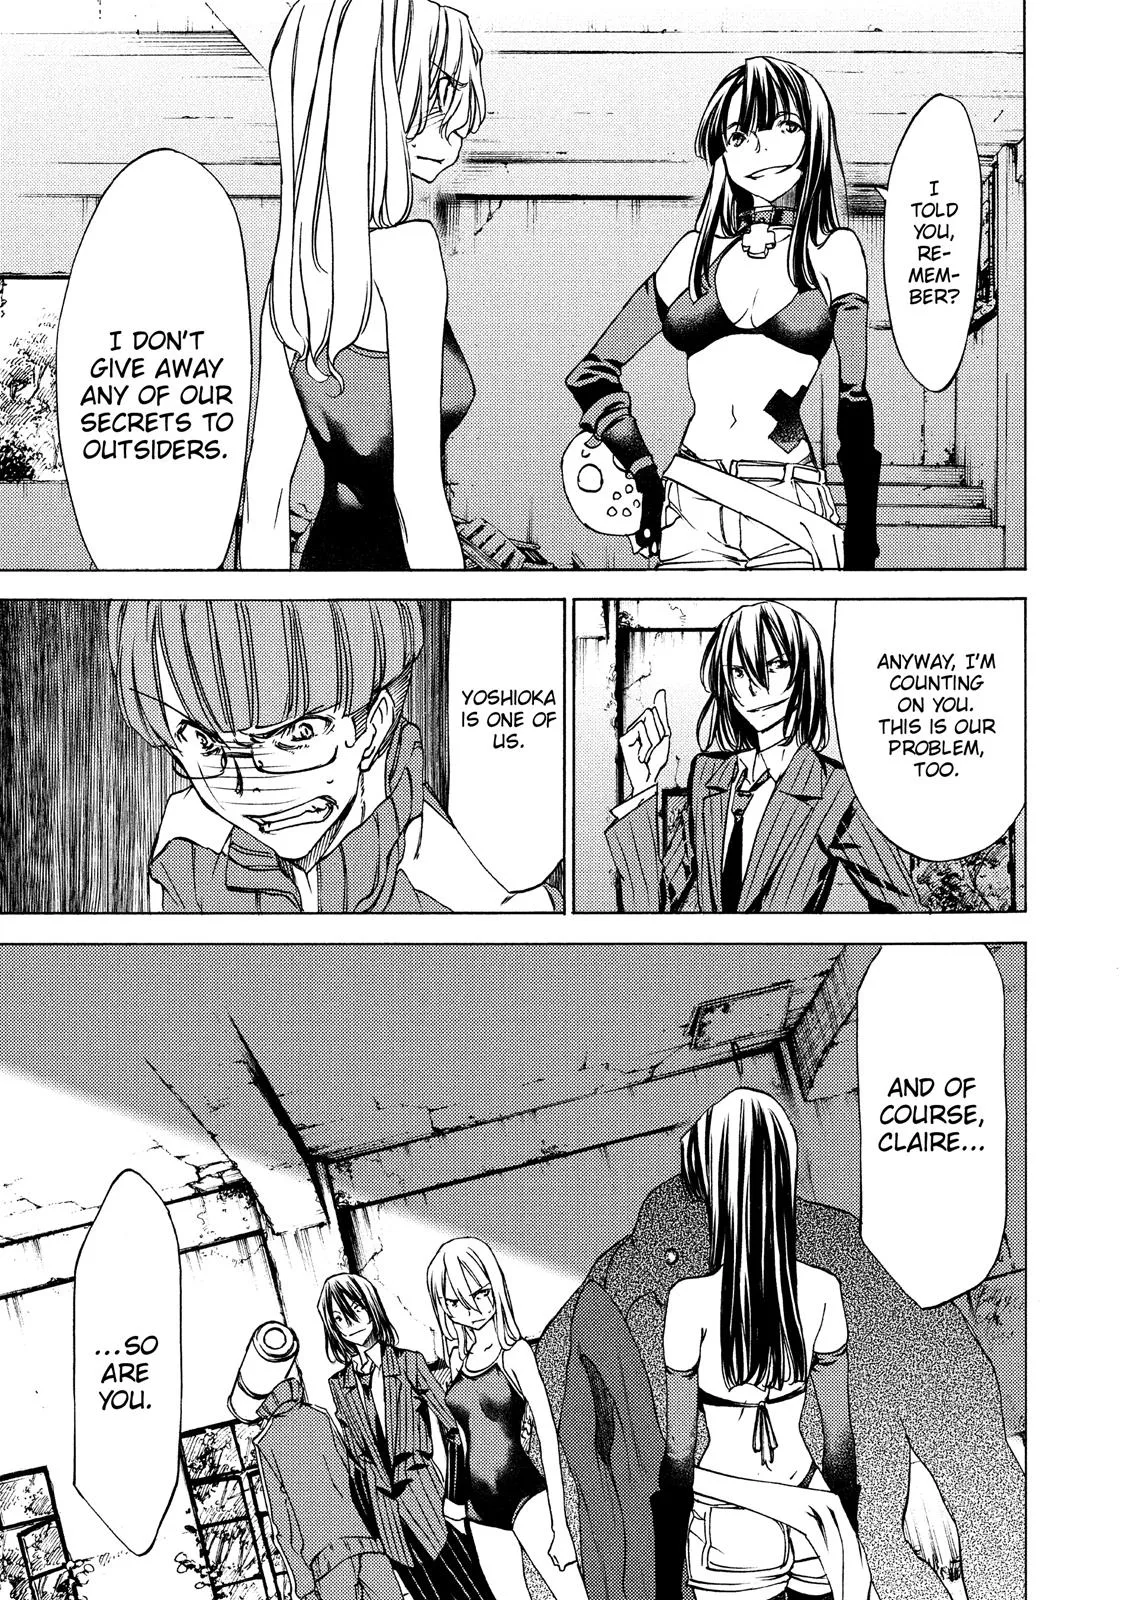 I
TOLD
YOU,
RE-
MEM-
BER?
I DON'T
GIVE AWAY
ANY OF OUR
SECRETS TO
OUTSIDERS.
ANYWAY, I'M
COUNTING
ON YOU.
THIS IS OUR
PROBLEM,
TOO.
YOSHIOKA
IS ONE OF
US.
AND OF
COURSE,
CLAIRE...
...SO
ARE
YOU.